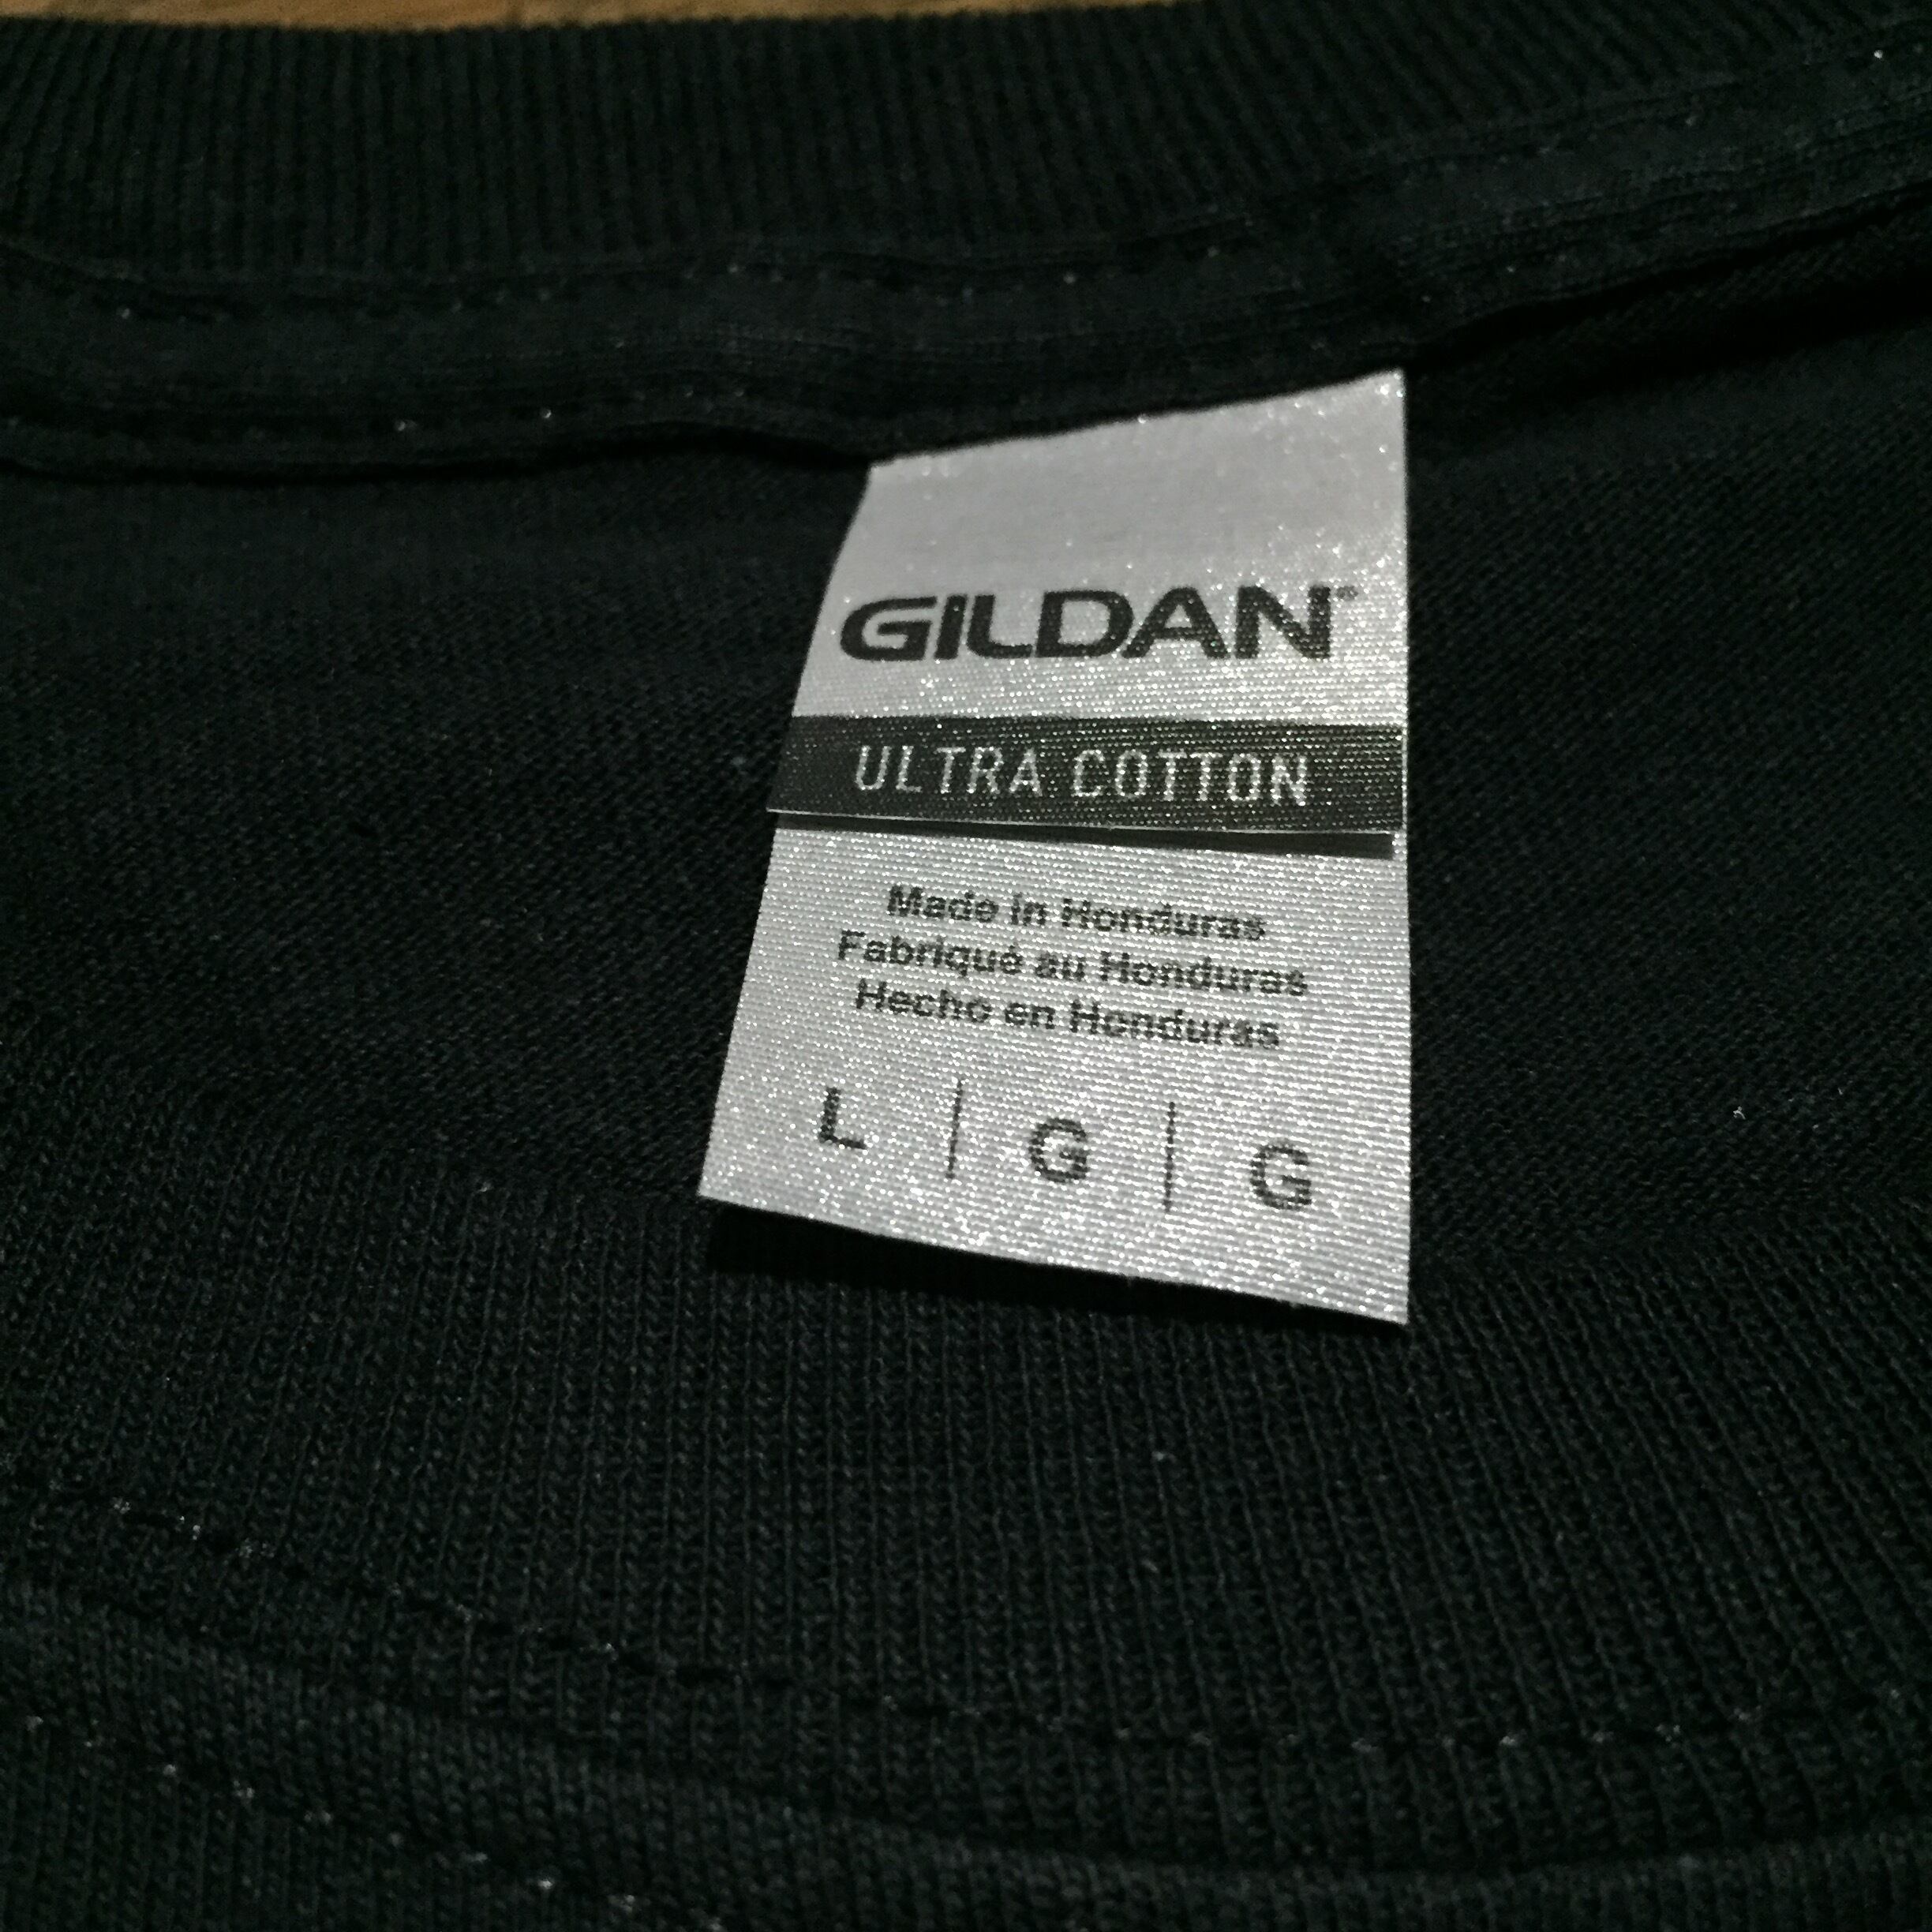 GILDAN
ULTRA COTTON
Made in Honduras
Fabriqué au Honduras
Hecho en Honduras
L | G | G